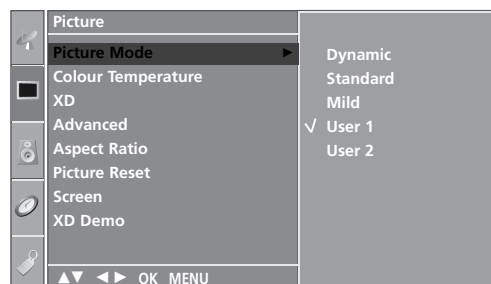 Picture
Picture Mode ►
Colour Temperature
XD
Advanced
Aspect Ratio
Picture Reset
Screen
XD Demo
▲▼ ◄► OK MENU
Dynamic
Standard
Mild
√ User 1
User 2